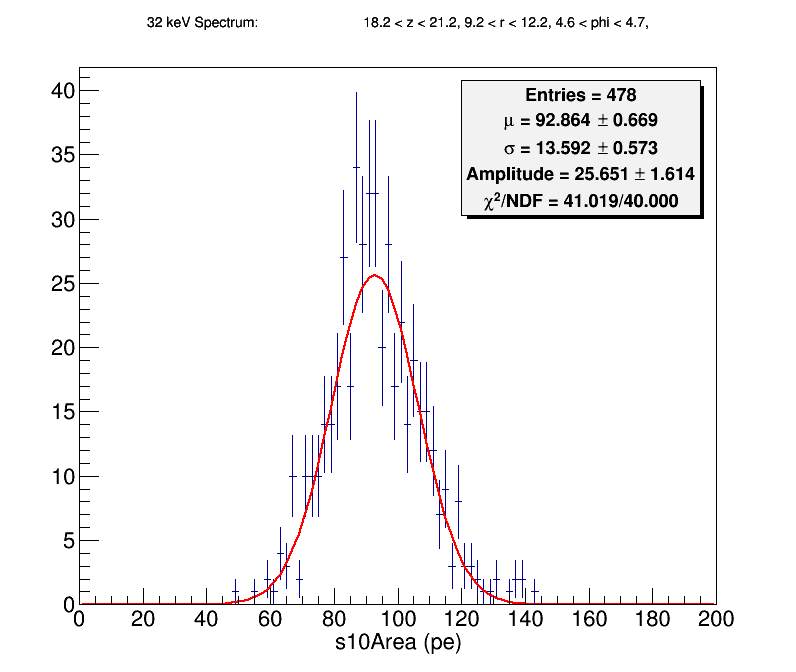 32 keV Spectrum: 18.2 < z < 21.2, 9.2 < r < 12.2, 4.6 < phi < 4.7,
Entries = 478
μ = 92.864 ± 0.669
σ = 13.592 ± 0.573
Amplitude = 25.651 ± 1.614
χ²/NDF = 41.019/40.000
40
35
30
25
20
15
10
5
0
0 20 40 60 80 100 120 140 160 180 200
s10Area (pe)